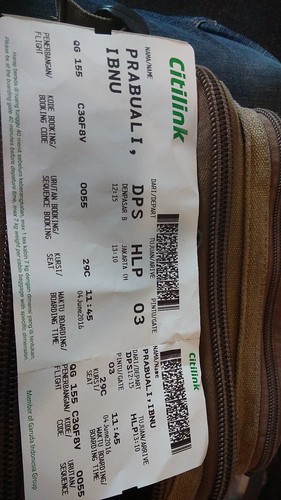 Citilink
NAMA/NAME
PRABUALI,
IBNU
DARI/DEPART
TUJUAN/ARRIVE
PINTU/GATE
DPS HLP 03
DENPASAR B
JAKARTA (H
12:15
13:10
PENERBANGAN/
FLIGHT
KODE BOOKING/
BOOKING CODE
URUTAN BOOKING/
SEQUENCE BOOKING
KURSI/
SEAT
WAKTU BOARDING/
BOARDING TIME
QG 155
C3QF8V
0055
29C
11:45
04June2016
Citilink
NAMA/NAME
PRABUALI,IBNU
DARI/DEPART
TUJUAN/ARRIVE
DPS12:15
HLP13:10
PINTU/GATE
03
KURSI/
SEAT
29C
WAKTU BOARDING/
BOARDING TIME
11:45
04June2016
PENERBANGAN/
FLIGHT
KODE BOOKING/
CODE
URUTAN/
SEQUENCE
QG 155 C3QF8V 0055
Member of Garuda Indonesia Group